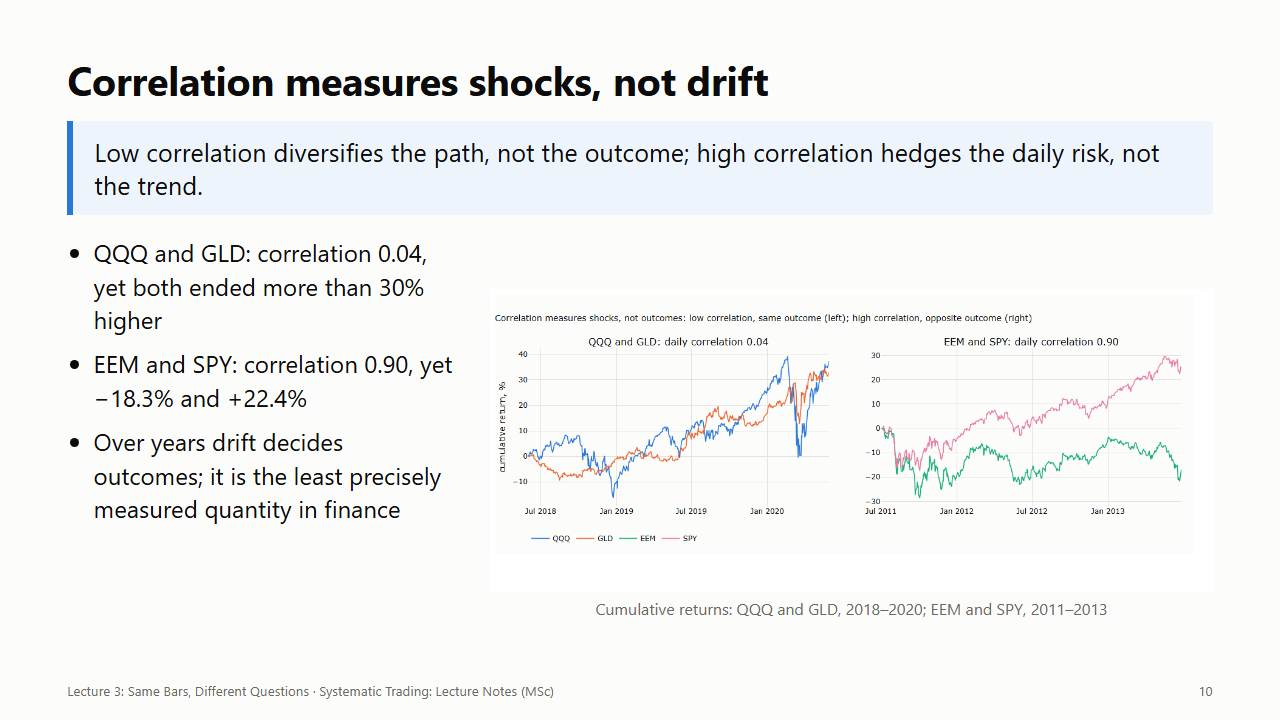 Correlation measures shocks, not drift
Low correlation diversifies the path, not the outcome; high correlation hedges the daily risk, not
the trend.
• QQQ and GLD: correlation 0.04,
yet both ended more than 30%
higher
• EEM and SPY: correlation 0.90, yet
−18.3% and +22.4%
• Over years drift decides
outcomes; it is the least precisely
measured quantity in finance
Correlation measures shocks, not outcomes: low correlation, same outcome (left); high correlation, opposite outcome (right)
QQQ and GLD: daily correlation 0.04
cumulative return, %
40
30
20
10
0
−10
Jul 2018 Jan 2019 Jul 2019 Jan 2020
EEM and SPY: daily correlation 0.90
30
20
10
0
−10
−20
−30
Jul 2011 Jan 2012 Jul 2012 Jan 2013
QQQ GLD EEM SPY
Cumulative returns: QQQ and GLD, 2018–2020; EEM and SPY, 2011–2013
Lecture 3: Same Bars, Different Questions · Systematic Trading: Lecture Notes (MSc)
10